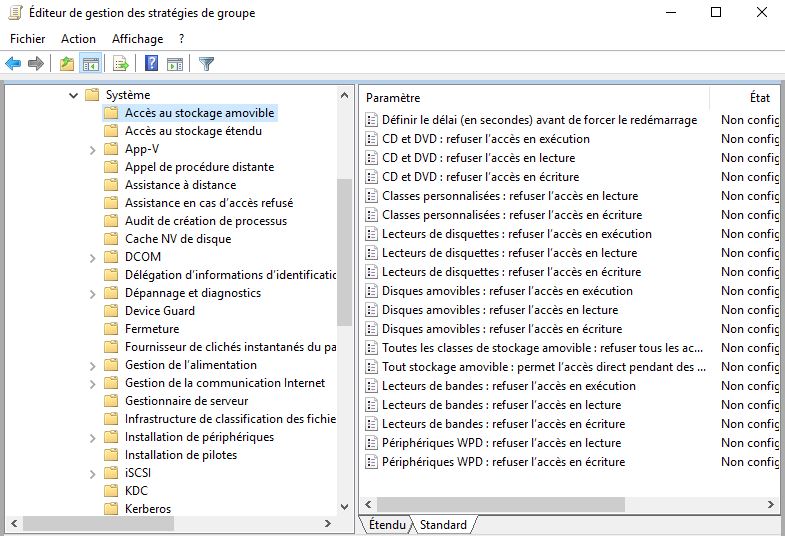 Éditeur de gestion des stratégies de groupe
Fichier Action Affichage ?
Système
Accès au stockage amovible
Accès au stockage étendu
App-V
Appel de procédure distante
Assistance à distance
Assistance en cas d’accès refusé
Audit de création de processus
Cache NV de disque
DCOM
Délégation d’informations d’identificatio
Dépannage et diagnostics
Device Guard
Fermeture
Fournisseur de clichés instantanés du pa
Gestion de l’alimentation
Gestion de la communication Internet
Gestionnaire de serveur
Infrastructure de classification des fichie
Installation de périphériques
Installation de pilotes
iSCSI
KDC
Kerberos
Paramètre État
Définir le délai (en secondes) avant de forcer le redémarrage Non config
CD et DVD : refuser l’accès en exécution Non config
CD et DVD : refuser l’accès en lecture Non config
CD et DVD : refuser l’accès en écriture Non config
Classes personnalisées : refuser l’accès en lecture Non config
Classes personnalisées : refuser l’accès en écriture Non config
Lecteurs de disquettes : refuser l’accès en exécution Non config
Lecteurs de disquettes : refuser l’accès en lecture Non config
Lecteurs de disquettes : refuser l’accès en écriture Non config
Disques amovibles : refuser l’accès en exécution Non config
Disques amovibles : refuser l’accès en lecture Non config
Disques amovibles : refuser l’accès en écriture Non config
Toutes les classes de stockage amovible : refuser tous les ac... Non config
Tout stockage amovible : permet l’accès direct pendant des ... Non config
Lecteurs de bandes : refuser l’accès en exécution Non config
Lecteurs de bandes : refuser l’accès en lecture Non config
Lecteurs de bandes : refuser l’accès en écriture Non config
Périphériques WPD : refuser l’accès en lecture Non config
Périphériques WPD : refuser l’accès en écriture Non config
Étendu Standard